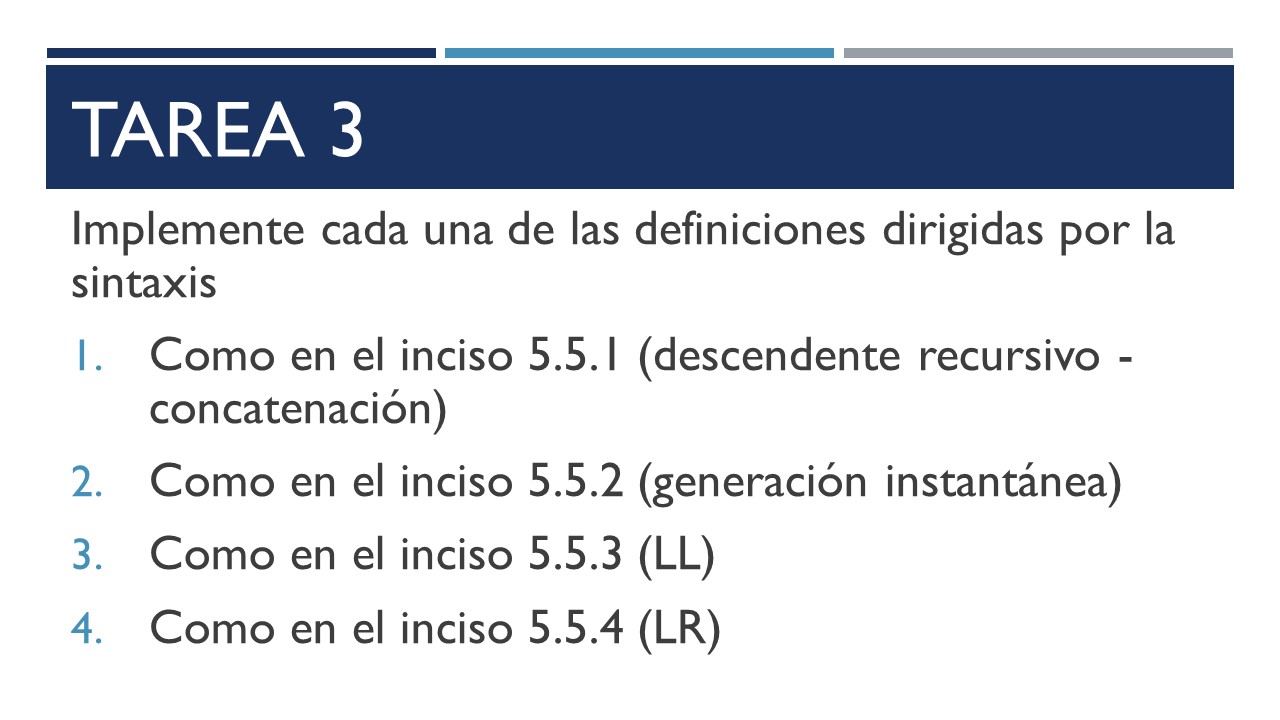 TAREA 3
Implemente cada una de las definiciones dirigidas por la
sintaxis
1. Como en el inciso 5.5.1 (descendente recursivo -
concatenación)
2. Como en el inciso 5.5.2 (generación instantánea)
3. Como en el inciso 5.5.3 (LL)
4. Como en el inciso 5.5.4 (LR)